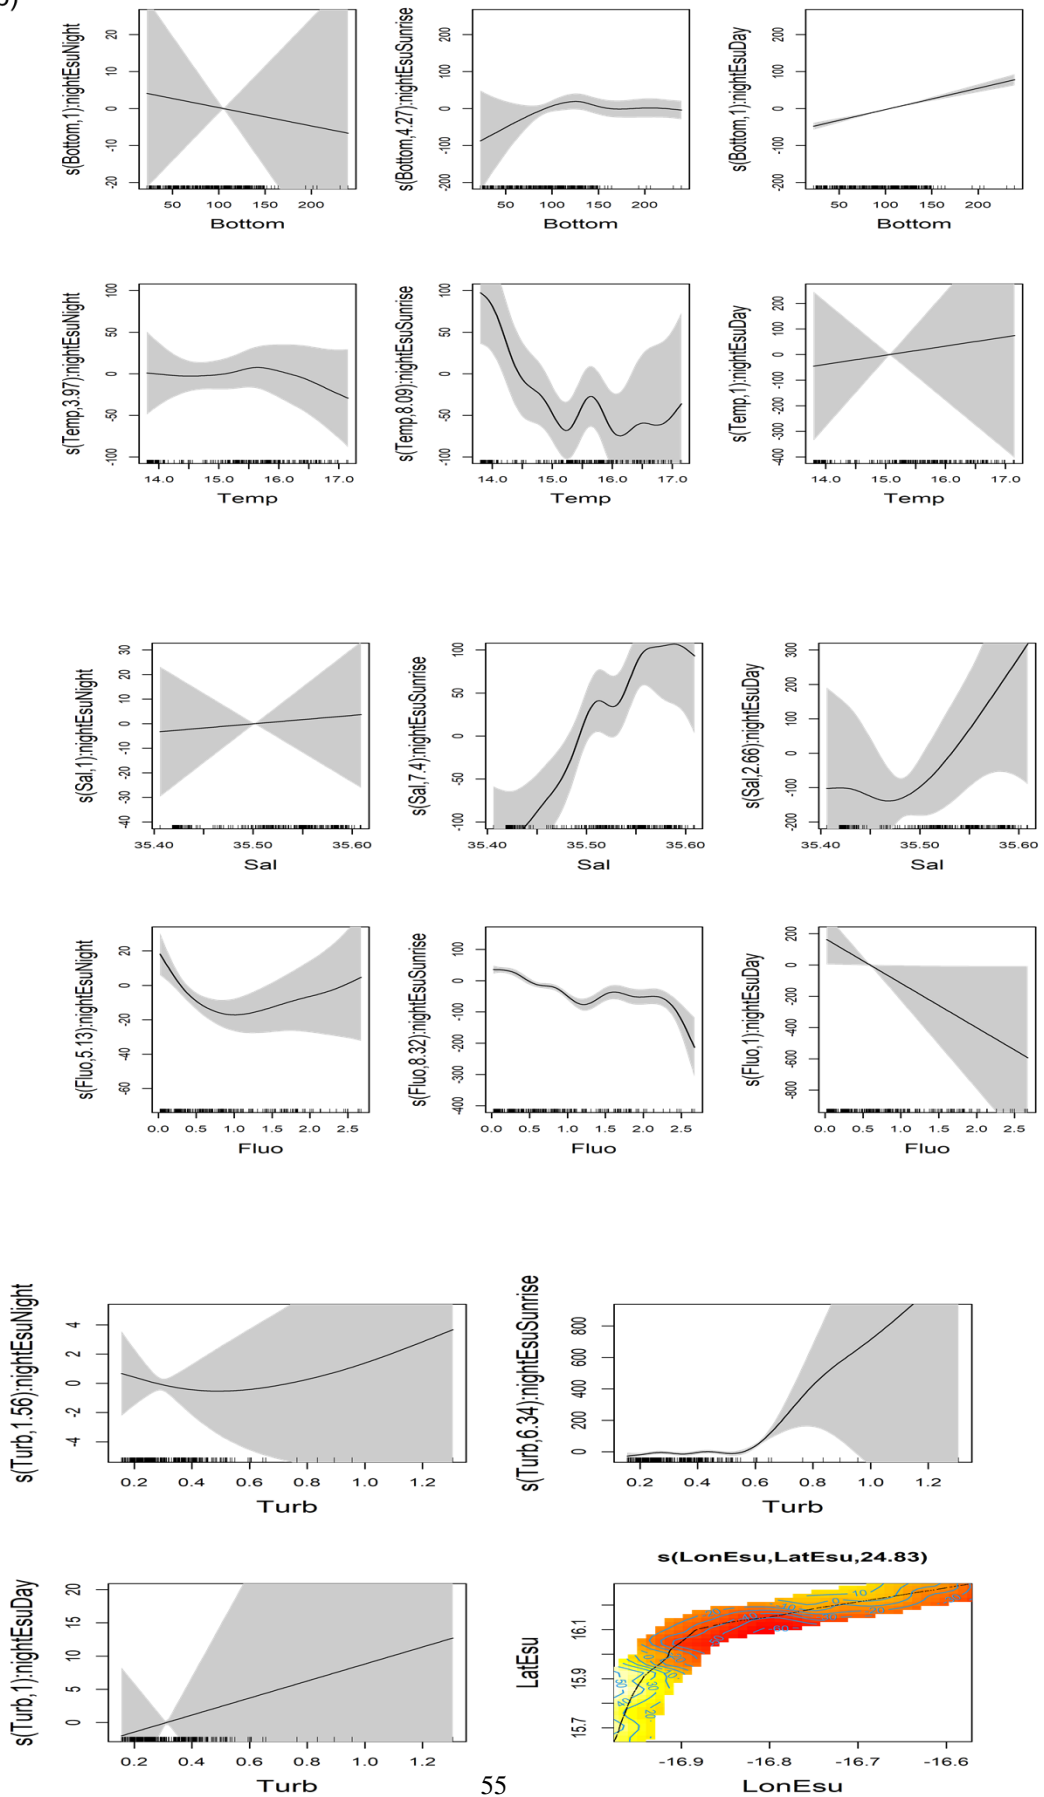 b)
s(Bottom,1):nightEsuNight
20
10
0
-10
-20
50 100 150 200
Bottom
s(Bottom,4.27):nightEsuSunrise
200
100
0
-100
-200
50 100 150 200
Bottom
s(Bottom,1):nightEsuDay
200
100
0
-100
-200
50 100 150 200
Bottom
s(Temp,3.97):nightEsuNight
100
50
0
-50
-100
14.0 15.0 16.0 17.0
Temp
s(Temp,8.09):nightEsuSunrise
100
50
0
-50
-100
14.0 15.0 16.0 17.0
Temp
s(Temp,1):nightEsuDay
200
100
0
-100
-200
-300
-400
14.0 15.0 16.0 17.0
Temp
s(Sal,1):nightEsuNight
30
20
10
0
-10
-20
-30
-40
35.40 35.50 35.60
Sal
s(Sal,7.4):nightEsuSunrise
100
50
0
-50
-100
35.40 35.50 35.60
Sal
s(Sal,2.66):nightEsuDay
300
200
100
0
-100
-200
35.40 35.50 35.60
Sal
s(Fluo,5.13):nightEsuNight
20
0
-20
-40
-60
0.0 0.5 1.0 1.5 2.0 2.5
Fluo
s(Fluo,8.32):nightEsuSunrise
100
0
-100
-200
-300
-400
0.0 0.5 1.0 1.5 2.0 2.5
Fluo
s(Fluo,1):nightEsuDay
200
0
-200
-400
-600
-800
0.0 0.5 1.0 1.5 2.0 2.5
Fluo
s(Turb,1.56):nightEsuNight
4
2
0
-2
-4
0.2 0.4 0.6 0.8 1.0 1.2
Turb
s(Turb,6.34):nightEsuSunrise
800
600
400
200
0
0.2 0.4 0.6 0.8 1.0 1.2
Turb
s(Turb,1):nightEsuDay
20
15
10
5
0
0.2 0.4 0.6 0.8 1.0 1.2
Turb
s(LonEsu,LatEsu,24.83)
LatEsu
16.1
15.9
15.7
-16.9 -16.8 -16.7 -16.6
LonEsu
55